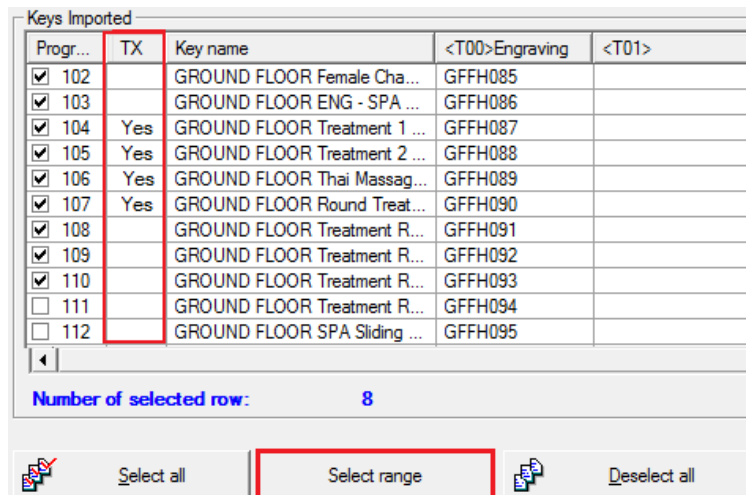 Keys Imported
Progr... TX Key name <T00>Engraving <T01>
102 GROUND FLOOR Female Cha... GFFH085
103 GROUND FLOOR ENG - SPA ... GFFH086
104 Yes GROUND FLOOR Treatment 1 ... GFFH087
105 Yes GROUND FLOOR Treatment 2 ... GFFH088
106 Yes GROUND FLOOR Thai Massag... GFFH089
107 Yes GROUND FLOOR Round Treat... GFFH090
108 GROUND FLOOR Treatment R... GFFH091
109 GROUND FLOOR Treatment R... GFFH092
110 GROUND FLOOR Treatment R... GFFH093
111 GROUND FLOOR Treatment R... GFFH094
112 GROUND FLOOR SPA Sliding ... GFFH095
Number of selected row: 8
Select all Select range Deselect all